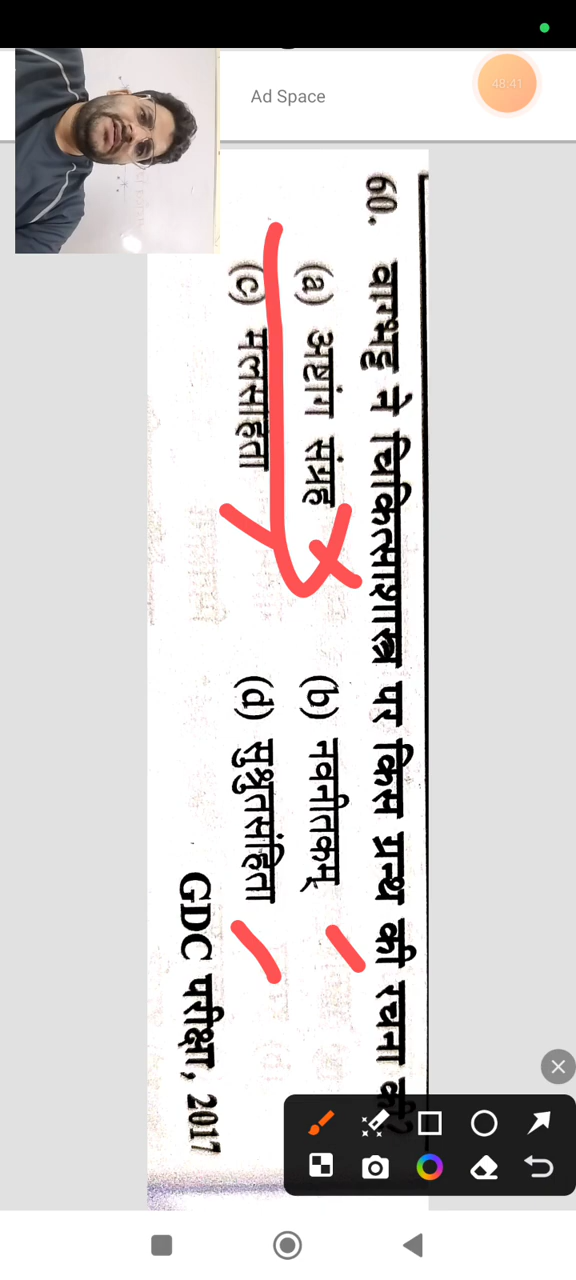 48:41
Ad Space
60. वाग्भट्ट ने चिकित्साशास्त्र पर किस ग्रन्थ की रचना की?
(a) अष्टांग संग्रह (b) नवनीतकम्
(c) मलसंहिता (d) सुश्रुतसंहिता
GDC परीक्षा, 2017